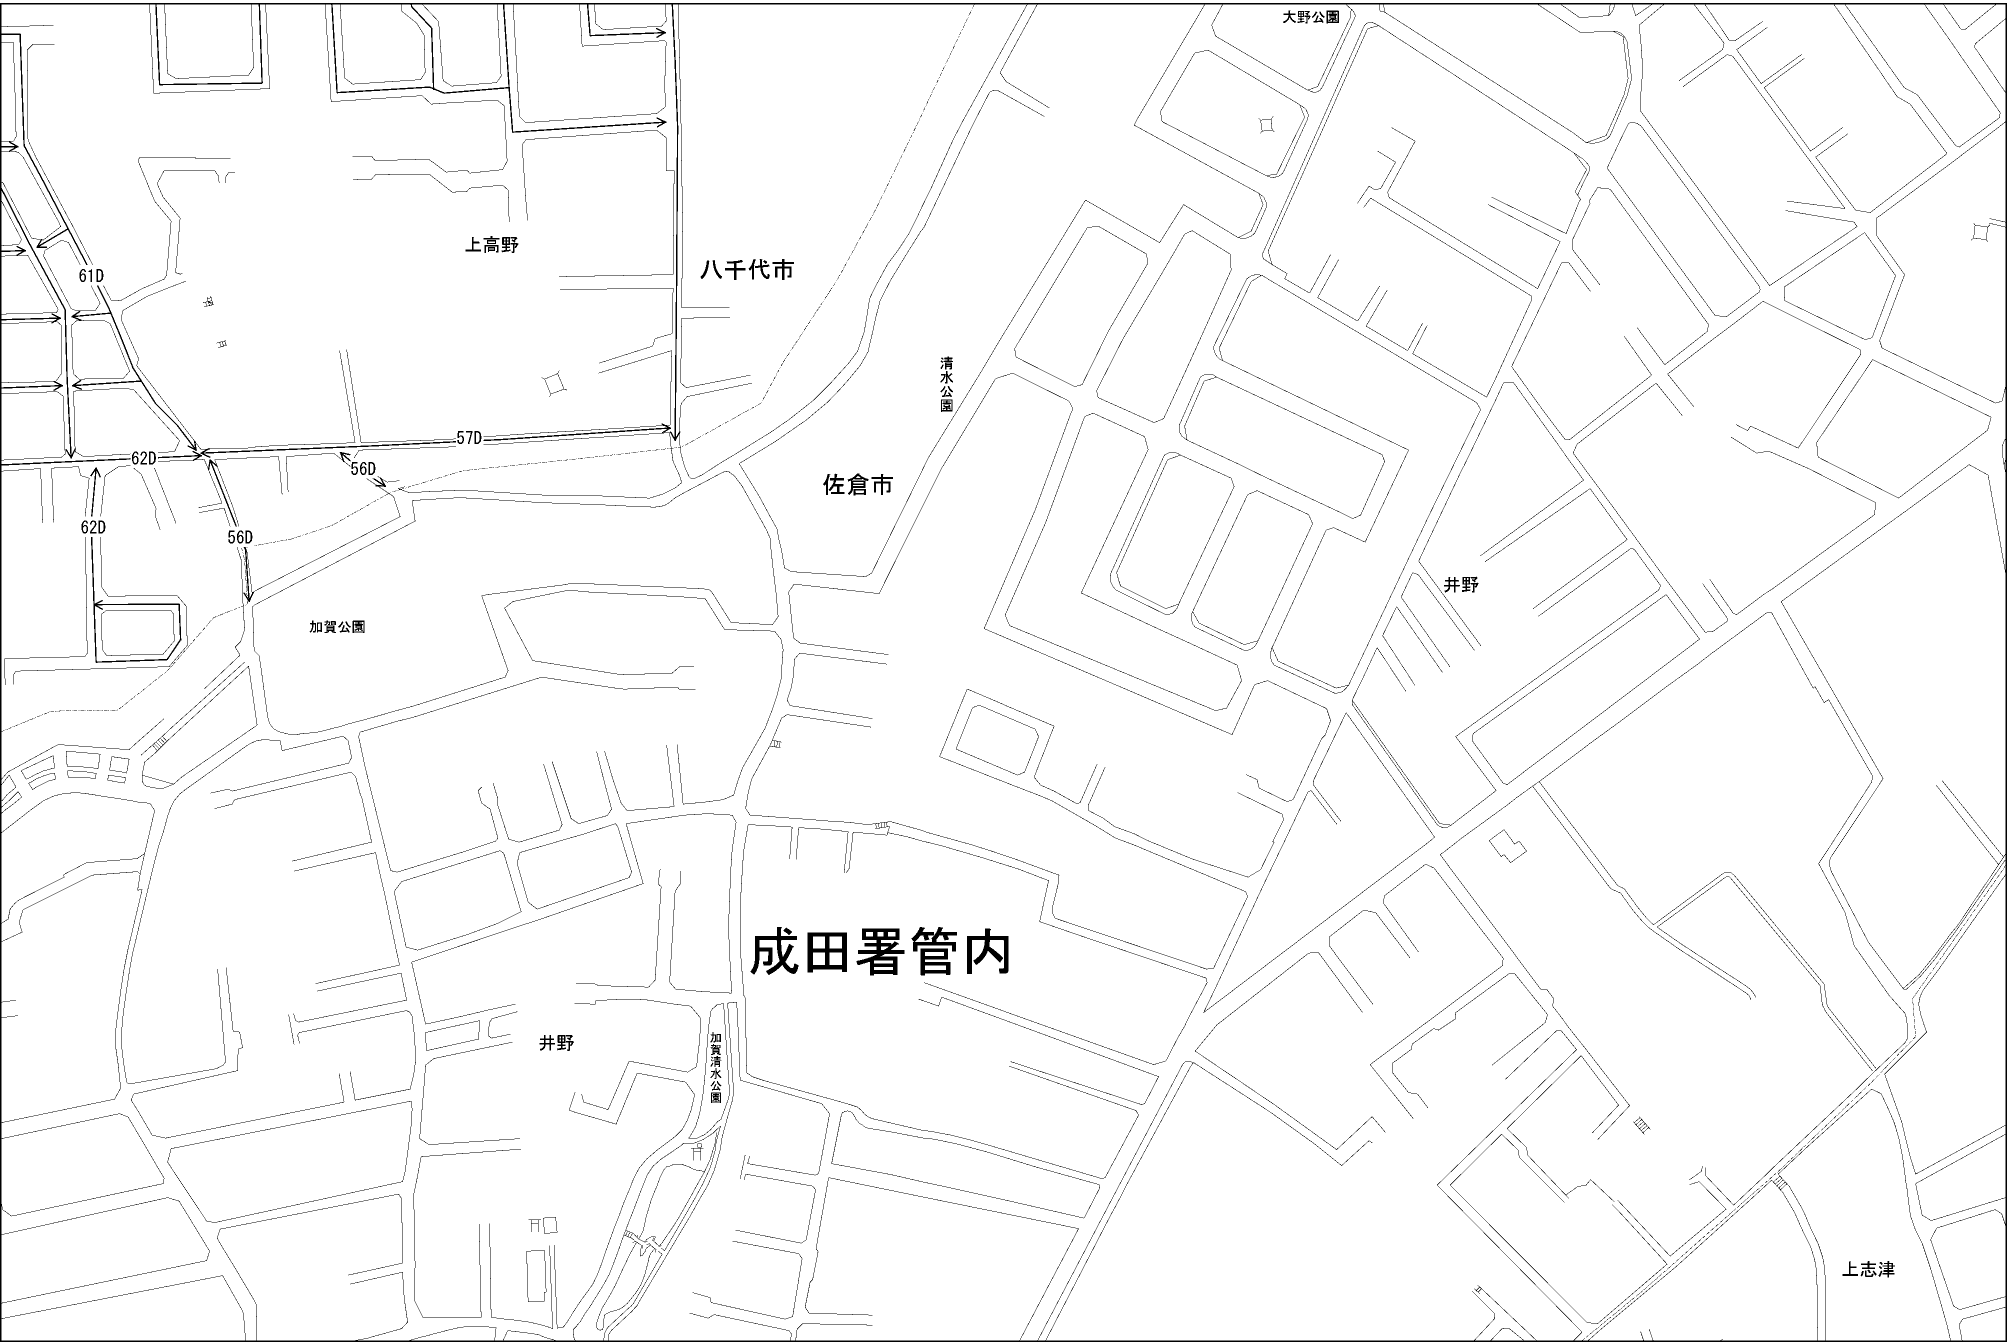 大野公園
上高野
八千代市
61D
清水公園
57D
62D
56D
佐倉市
62D
56D
井野
加賀公園
成田署管内
井野
加賀清水公園
上志津